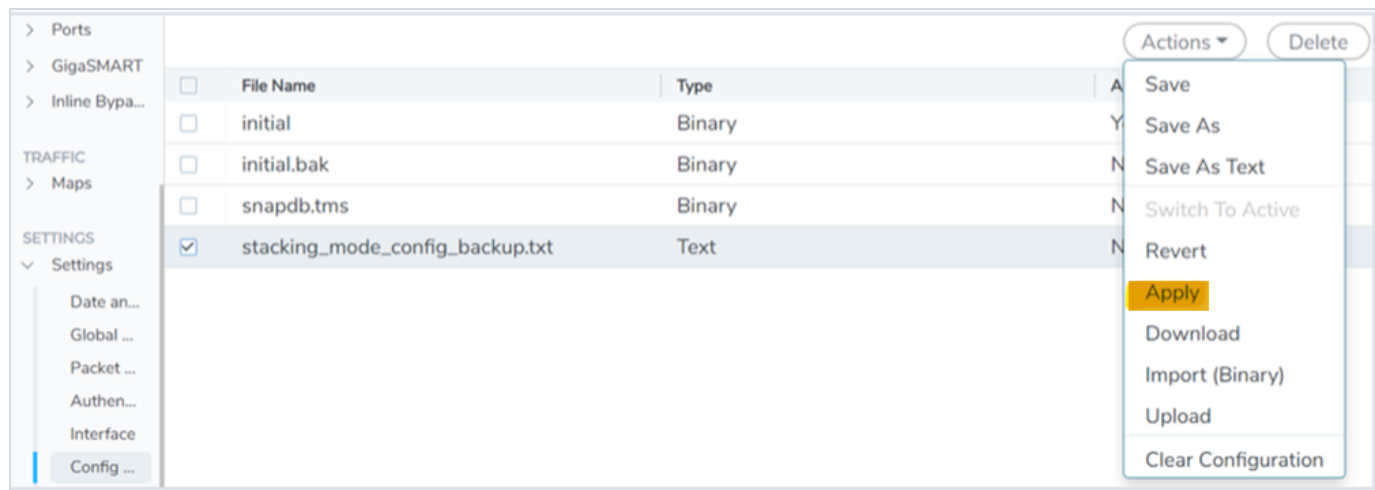 Ports
GigaSMART
Inline Bypa...
TRAFFIC
Maps
SETTINGS
Settings
Date an...
Global ...
Packet ...
Authen...
Interface
Config ...
Actions Delete
File Name Type A
initial Binary Y
initial.bak Binary N
snapdb.tms Binary N
stacking_mode_config_backup.txt Text N
Save
Save As
Save As Text
Switch To Active
Revert
Apply
Download
Import (Binary)
Upload
Clear Configuration